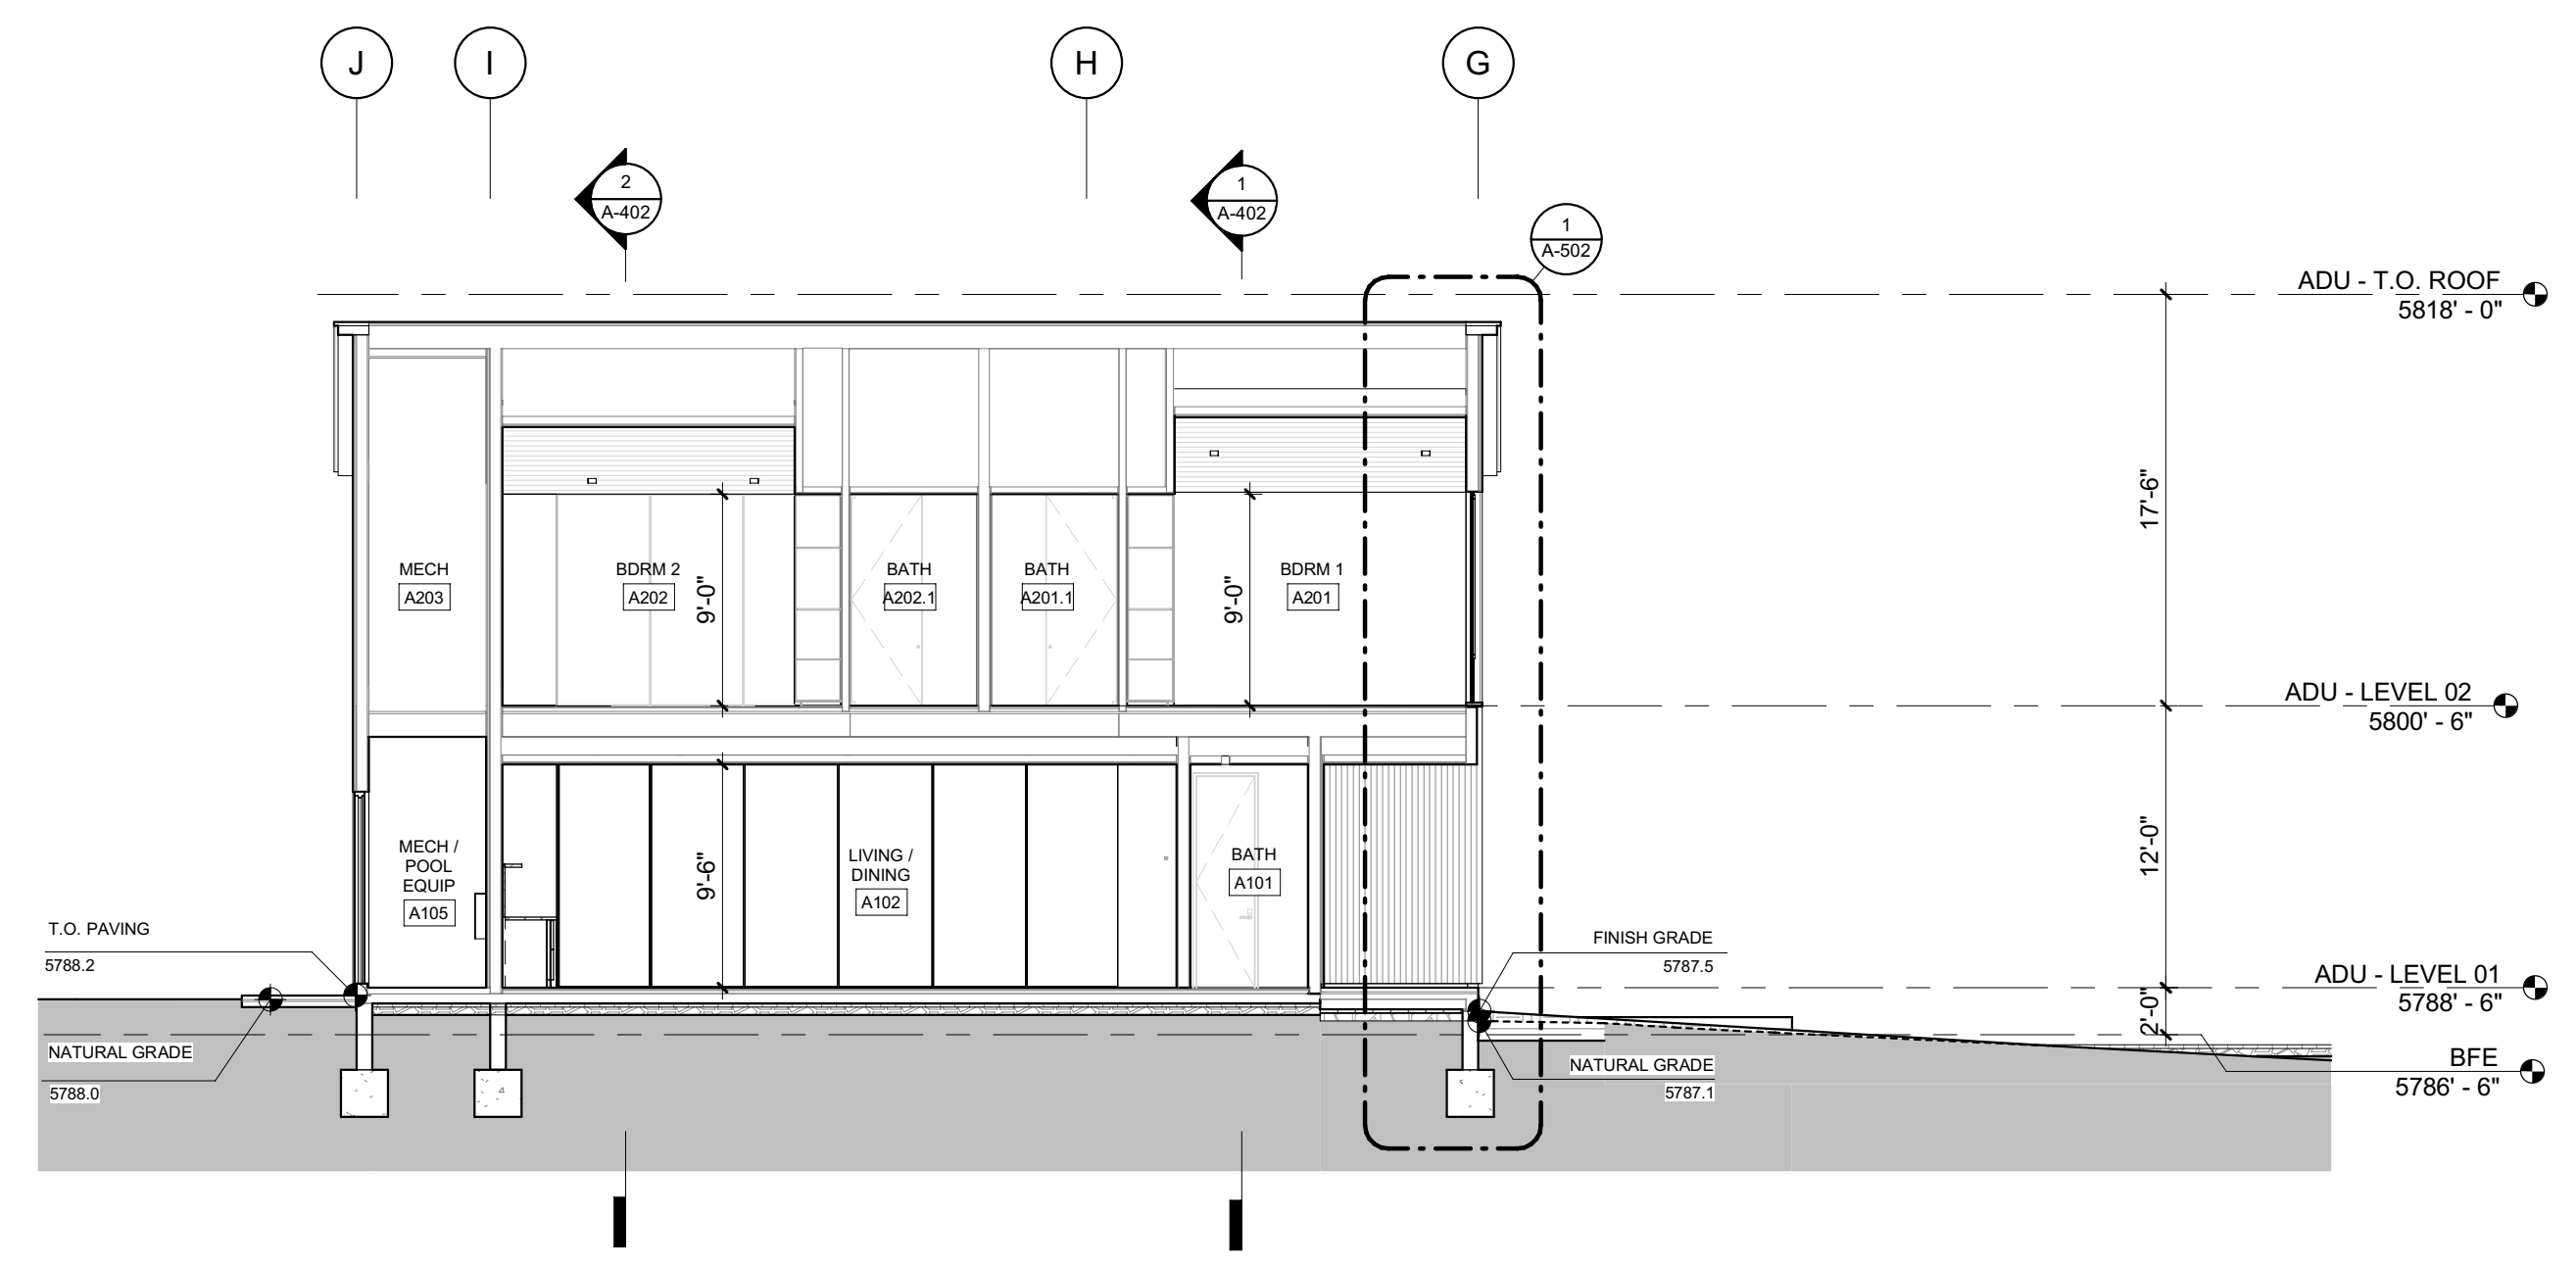 J
I
H
G
2
A-402
1
A-402
1
A-502
ADU - T.O. ROOF
5818' - 0"
17'-6"
MECH
A203
BDRM 2
A202
9'-0"
BATH
A202.1
BATH
A201.1
9'-0"
BDRM 1
A201
ADU - LEVEL 02
5800' - 6"
12'-0"
MECH /
POOL
EQUIP
A105
9'-6"
LIVING /
DINING
A102
BATH
A101
T.O. PAVING
5788.2
FINISH GRADE
5787.5
ADU - LEVEL 01
5788' - 6"
2'-0"
NATURAL GRADE
5788.0
NATURAL GRADE
5787.1
BFE
5786' - 6"